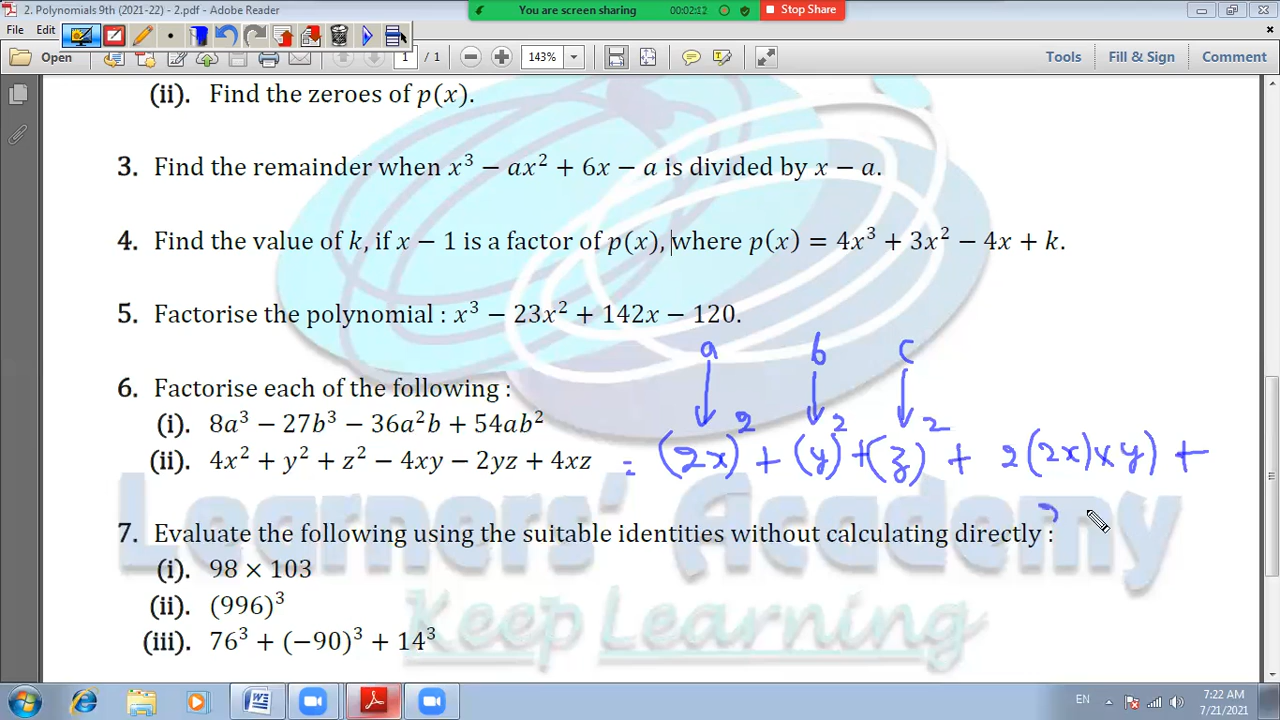 2. Polynomials 9th (2021-22) - 2.pdf - Adobe Reader
You are screen sharing 00:02:12 Stop Share
File Edit
Open 1 / 1 143% Tools Fill & Sign Comment
(ii). Find the zeroes of p(x).
3. Find the remainder when x³ − ax² + 6x − a is divided by x − a.
4. Find the value of k, if x − 1 is a factor of p(x), where p(x) = 4x³ + 3x² − 4x + k.
5. Factorise the polynomial : x³ − 23x² + 142x − 120.
a b c
6. Factorise each of the following :
(i). 8a³ − 27b³ − 36a²b + 54ab²
(ii). 4x² + y² + z² − 4xy − 2yz + 4xz = (2x)² + (y)² + (z)² + 2(2x)×y) +
7. Evaluate the following using the suitable identities without calculating directly :
(i). 98 × 103
(ii). (996)³
(iii). 76³ + (−90)³ + 14³
Learners' Academy
Keep Learning
EN 7:22 AM
7/21/2021